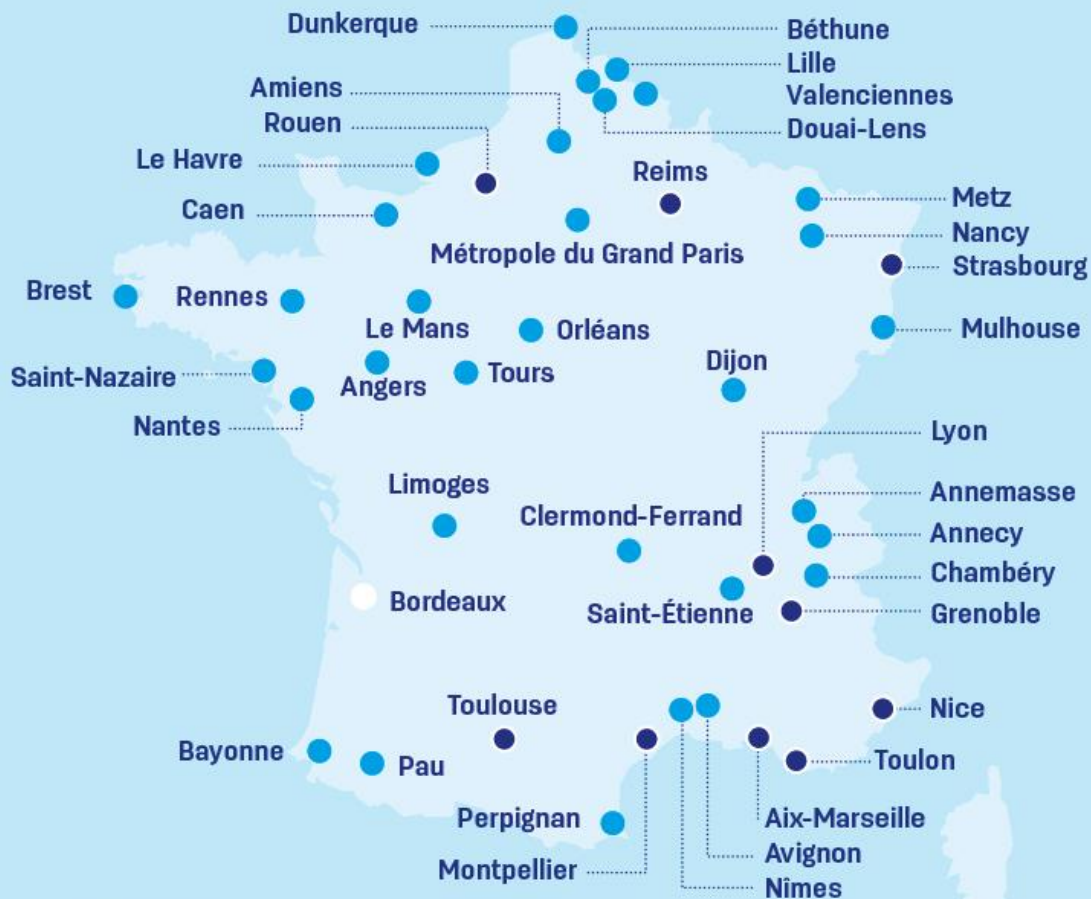 Dunkerque
Béthune
Lille
Amiens
Valenciennes
Rouen
Douai-Lens
Le Havre
Reims
Metz
Caen
Nancy
Métropole du Grand Paris
Strasbourg
Brest
Rennes
Le Mans
Orléans
Mulhouse
Saint-Nazaire
Angers
Tours
Dijon
Nantes
Lyon
Limoges
Annemasse
Clermond-Ferrand
Annecy
Chambéry
Bordeaux
Saint-Étienne
Grenoble
Toulouse
Nice
Bayonne
Pau
Toulon
Perpignan
Aix-Marseille
Montpellier
Avignon
Nîmes